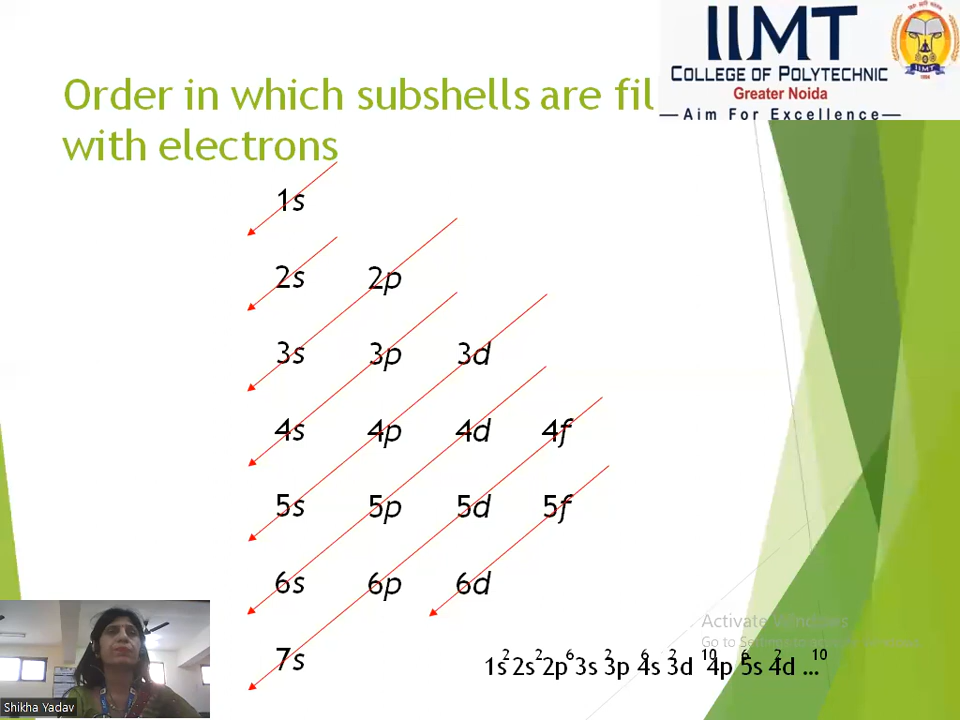 IIMT
COLLEGE OF POLYTECHNIC
Greater Noida
—Aim For Excellence—
IIMT
Order in which subshells are fil
with electrons
1s
2s 2p
3s 3p 3d
4s 4p 4d 4f
5s 5p 5d 5f
6s 6p 6d
7s
Activate Windows
Go to Settings to activate Windows.
1s² 2s² 2p⁶ 3s² 3p⁶ 4s² 3d¹⁰ 4p⁶ 5s² 4d¹⁰ ...
Shikha Yadav